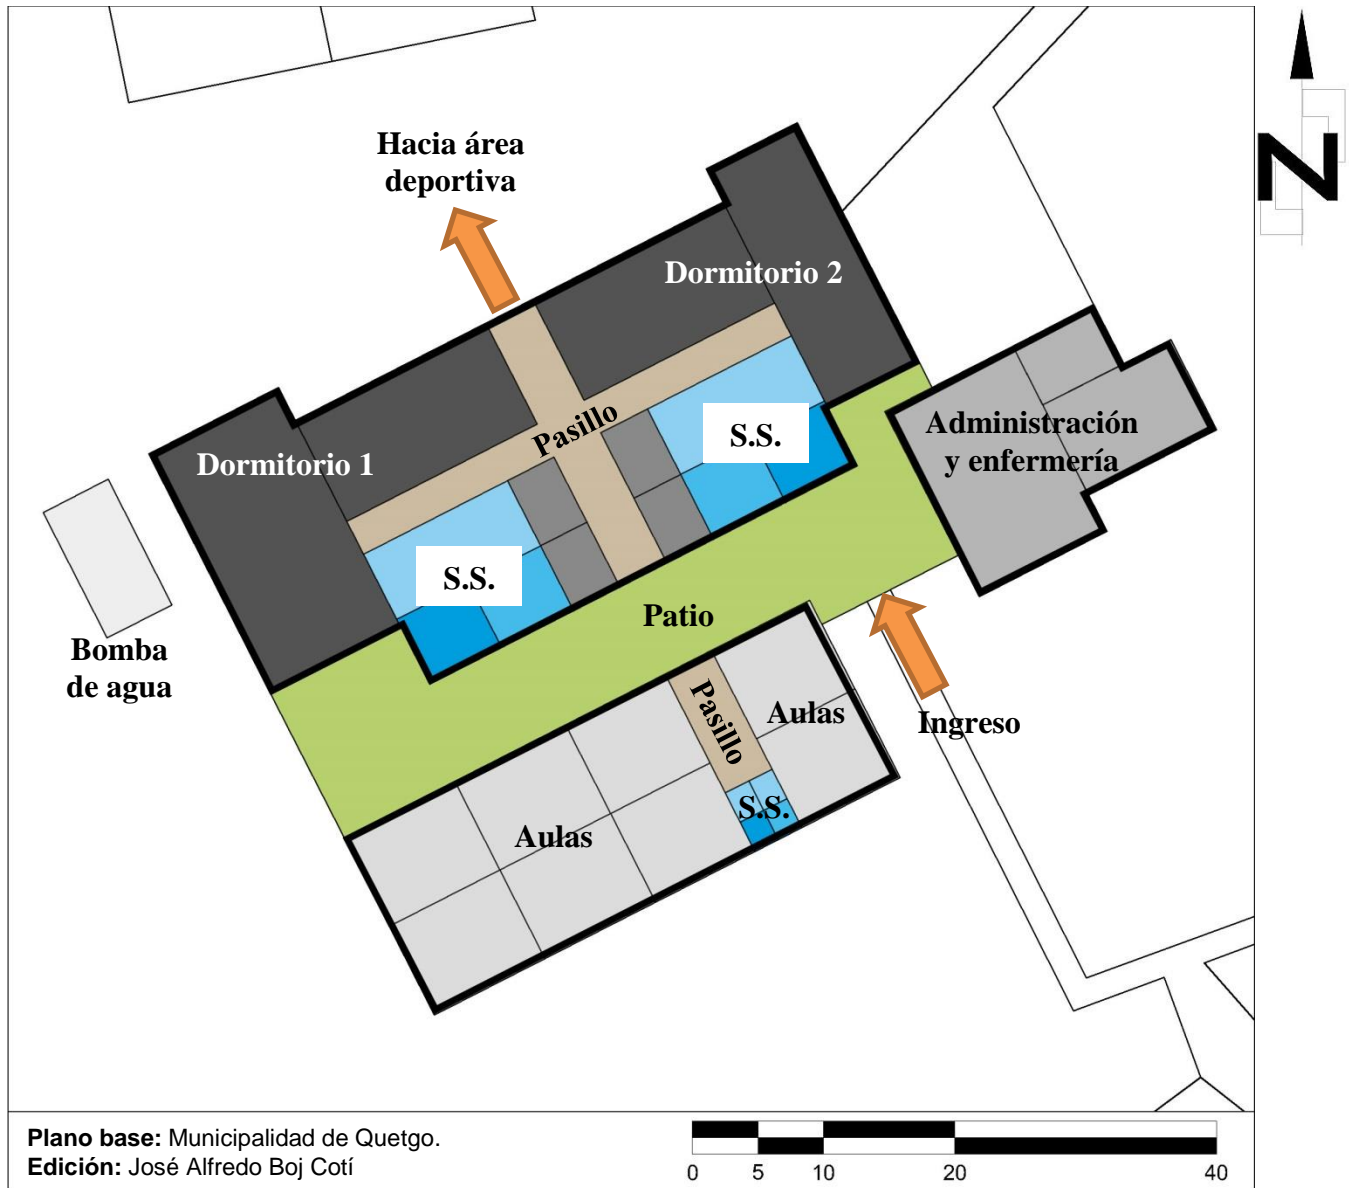 Hacia área
deportiva
N
Dormitorio 2
Pasillo
S.S.
Administración
y enfermería
Dormitorio 1
S.S.
Patio
Bomba
de agua
Pasillo
Aulas
Ingreso
S.S.
Aulas
Plano base: Municipalidad de Quetgo.
Edición: José Alfredo Boj Cotí
0 5 10 20 40